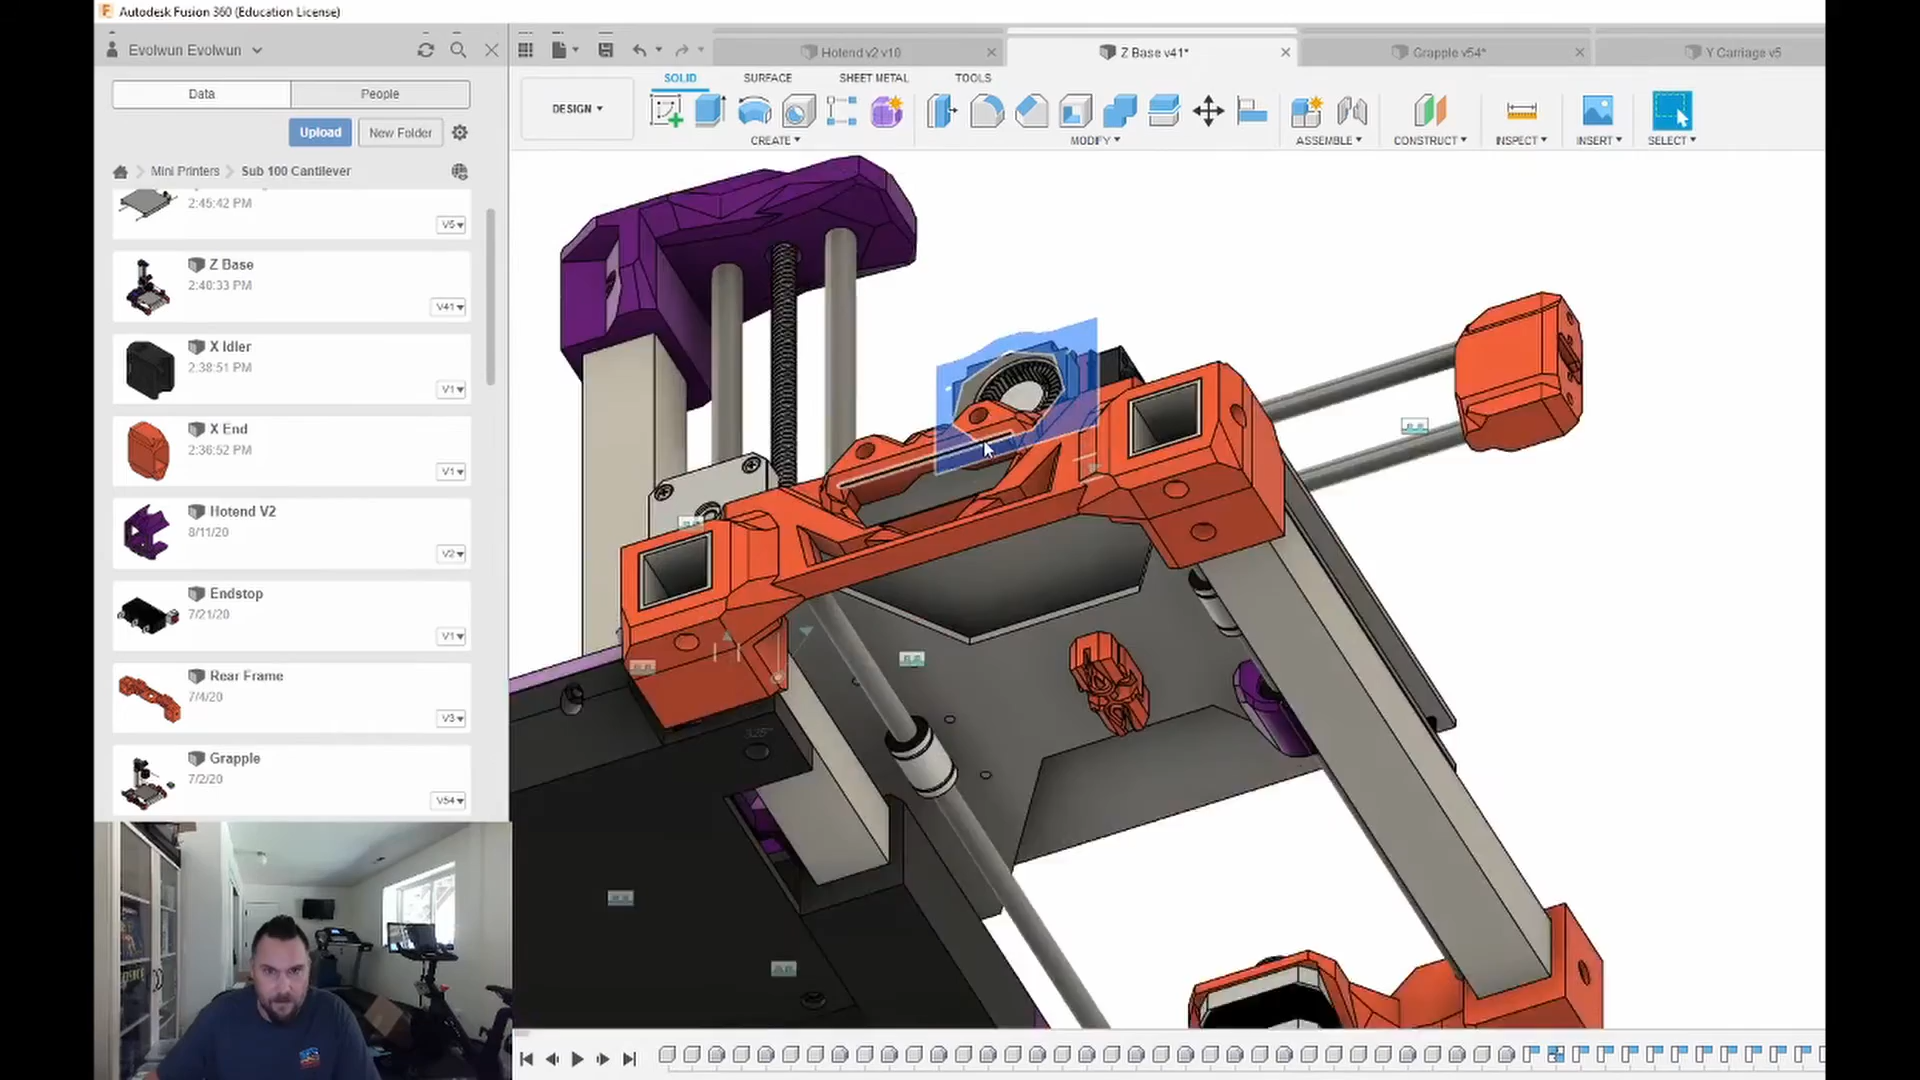 Autodesk Fusion 360 (Education License)
Evolwun Evolwun
Hotend v2 v10
Z Base v41*
Grapple v54*
Y Carriage v5
SOLID
SURFACE
SHEET METAL
TOOLS
Data
People
DESIGN
Upload
New Folder
CREATE
MODIFY
ASSEMBLE
CONSTRUCT
INSPECT
INSERT
SELECT
Mini Printers
Sub 100 Cantilever
2:45:42 PM
V5
Z Base
2:40:33 PM
V41
X Idler
2:38:51 PM
V1
X End
2:36:52 PM
V1
Hotend V2
8/11/20
V2
Endstop
7/21/20
V1
Rear Frame
7/4/20
V3
Grapple
7/2/20
V54